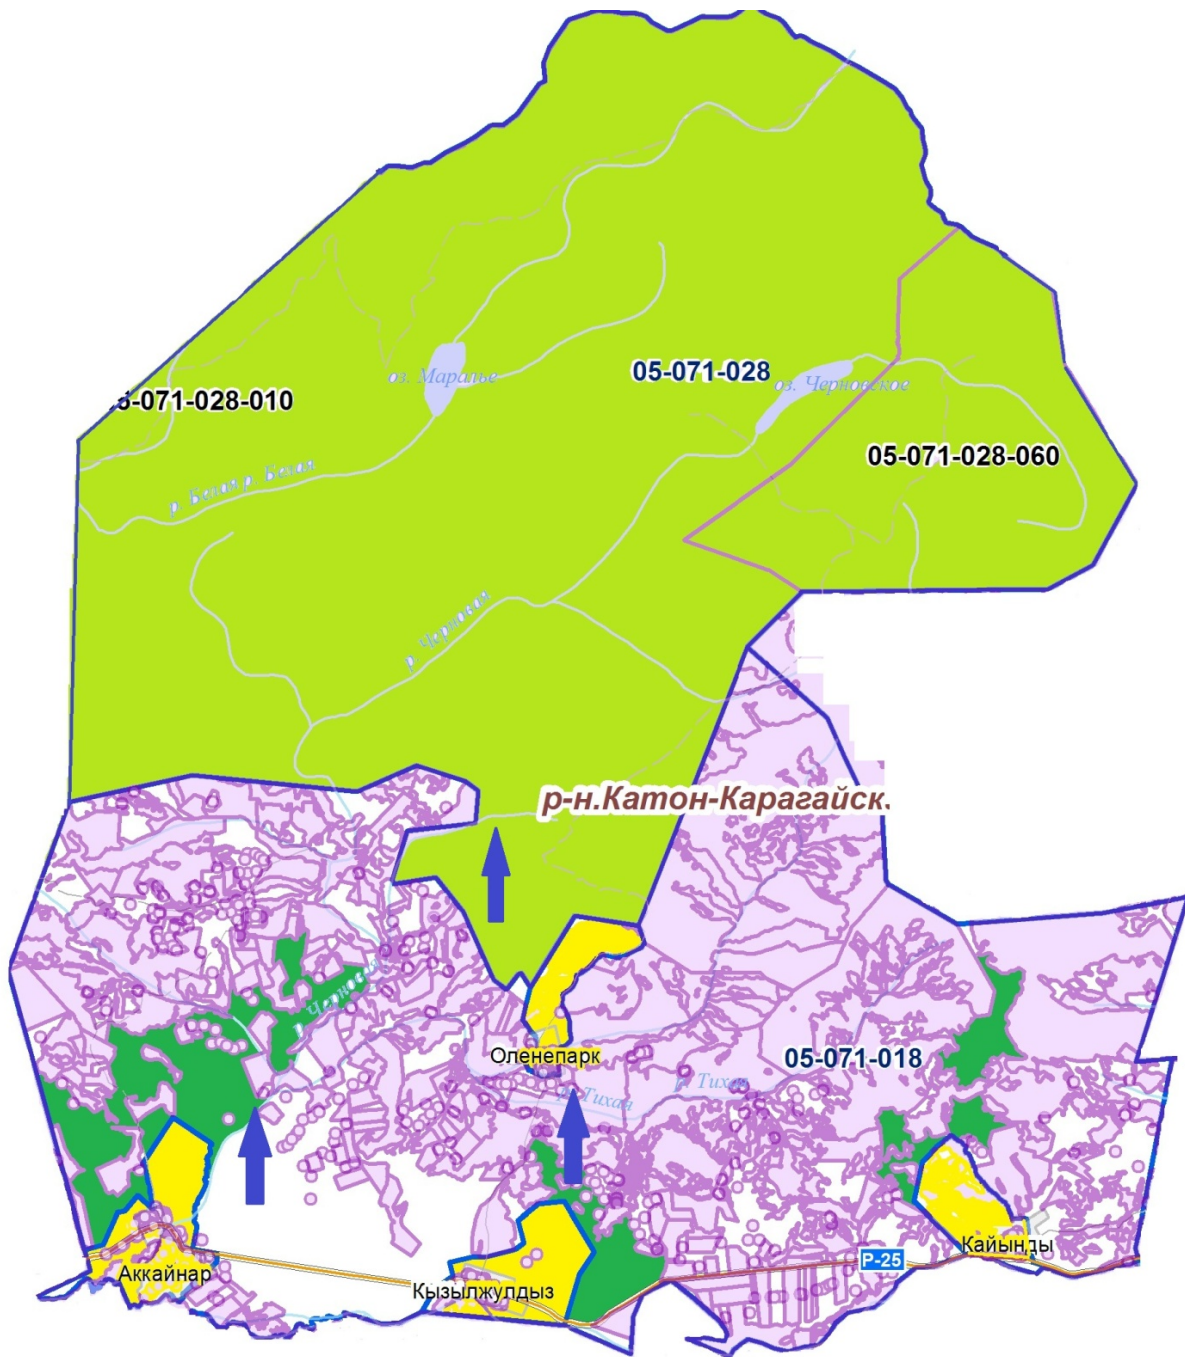 оз. Маралье
05-071-028
оз. Черновское
05-071-028-010
05-071-028-060
р. Белая р. Белая
р. Черновая
р-н.Катон-Карагайск.
р. Черновая
Оленепарк
05-071-018
р. Тихая
р. Тихая
Кайынды
Р-25
Аккайнар
Кызылжулдыз